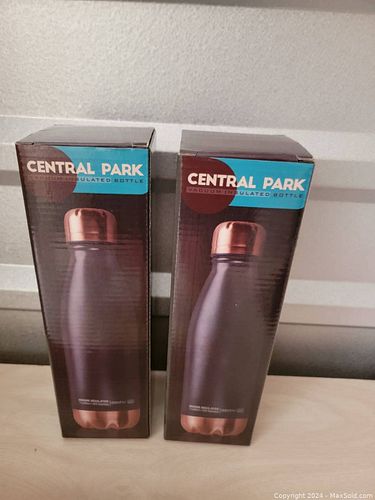 CENTRAL PARK
VACUUM INSULATED BOTTLE
CENTRAL PARK
VACUUM INSULATED BOTTLE
Copyright 2024 - MaxSold.com